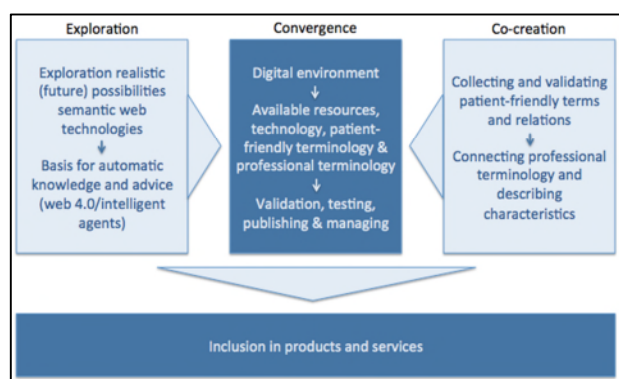 Exploration
Exploration realistic
(future) possibilities
semantic web
technologies
Basis for automatic
knowledge and advice
(web 4.0/intelligent
agents)
Convergence
Digital environment
Available resources,
technology, patient-
friendly terminology &
professional terminology
Validation, testing,
publishing & managing
Co-creation
Collecting and validating
patient-friendly terms
and relations
Connecting professional
terminology and
describing
characteristics
Inclusion in products and services